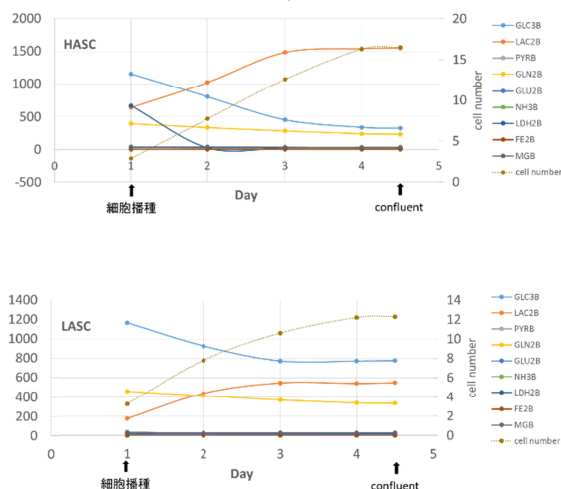 HASC
2000
1500
1000
500
0
-500
20
15
10
5
0
cell number
0 1 2 3 4 5
Day
細胞播種
confluent
GLC3B
LAC2B
PYRB
GLN2B
GLU2B
NH3B
LDH2B
FE2B
MGB
cell number
LASC
1400
1200
1000
800
600
400
200
0
14
12
10
8
6
4
2
0
cell number
0 1 2 3 4 5
Day
細胞播種
confluent
GLC3B
LAC2B
PYRB
GLN2B
GLU2B
NH3B
LDH2B
FE2B
MGB
cell number